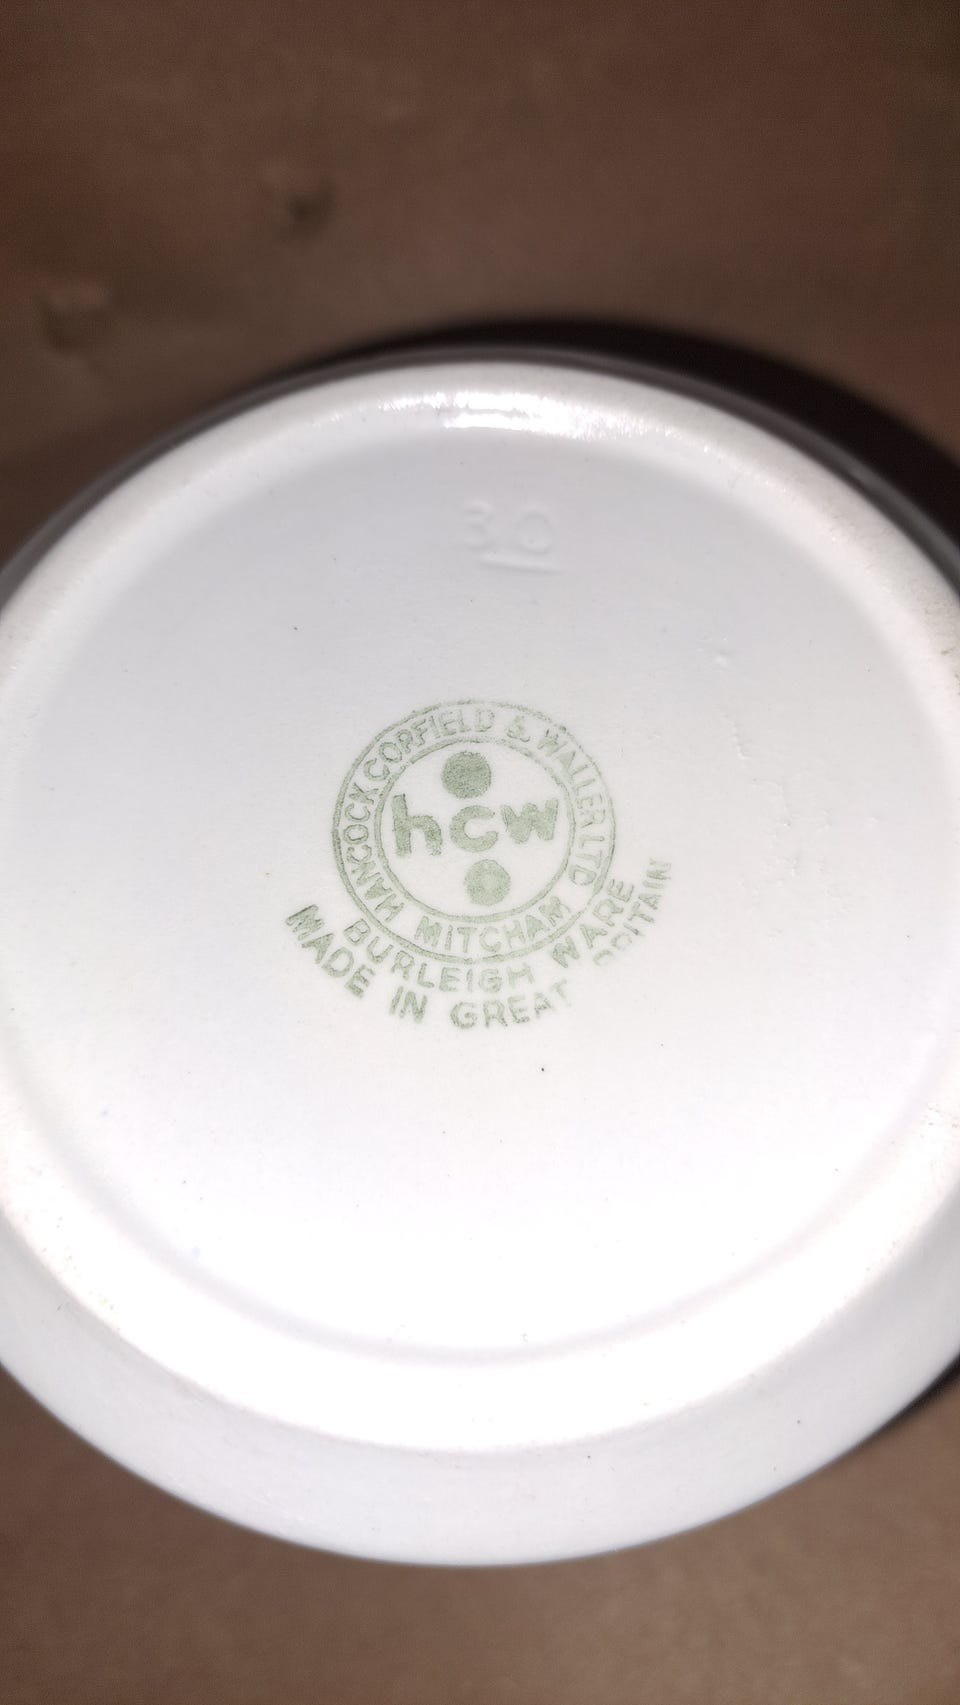 30
HANCOCK CORFIELD & WALLER LTD
hcw
MITCHAM
BURLEIGH WARE
MADE IN GREAT BRITAIN